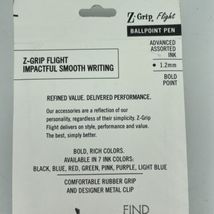 Z-Grip Flight
BALLPOINT PEN
ADVANCED
ASSORTED
INK
• 1.2mm
BOLD
POINT
Z-GRIP FLIGHT
IMPACTFUL SMOOTH WRITING
REFINED VALUE. DELIVERED PERFORMANCE.
Our accessories are a reflection of our
personality, regardless of their simplicity. Z-Grip
Flight delivers on style, performance and value.
The best, simply better.
BOLD, RICH COLORS.
AVAILABLE IN 7 INK COLORS:
BLACK, BLUE, RED, GREEN, PINK, PURPLE, LIGHT BLUE
COMFORTABLE RUBBER GRIP
AND DESIGNER METAL CLIP
FIND